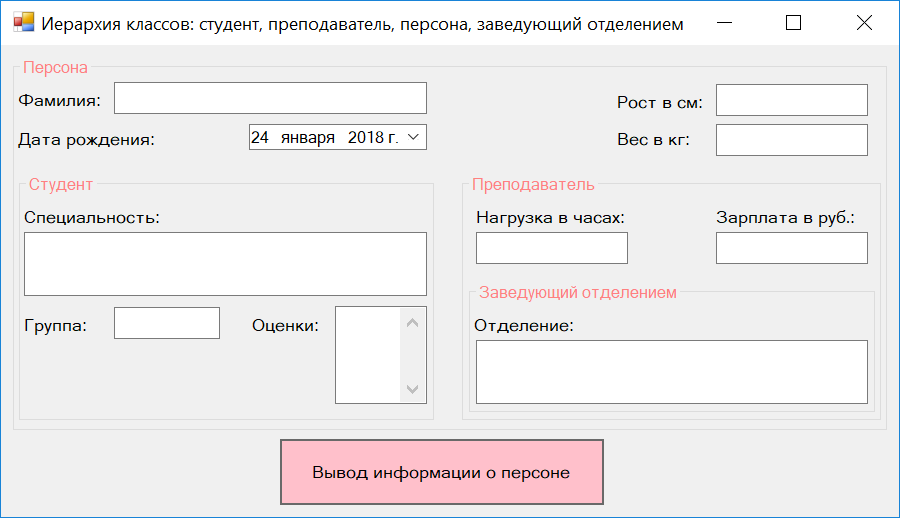 Иерархия классов: студент, преподаватель, персона, заведующий отделением
Персона
Фамилия:
Рост в см:
Дата рождения:
24 января 2018 г.
Вес в кг:
Студент
Преподаватель
Специальность:
Нагрузка в часах:
Зарплата в руб.:
Заведующий отделением
Группа:
Оценки:
Отделение:
Вывод информации о персоне